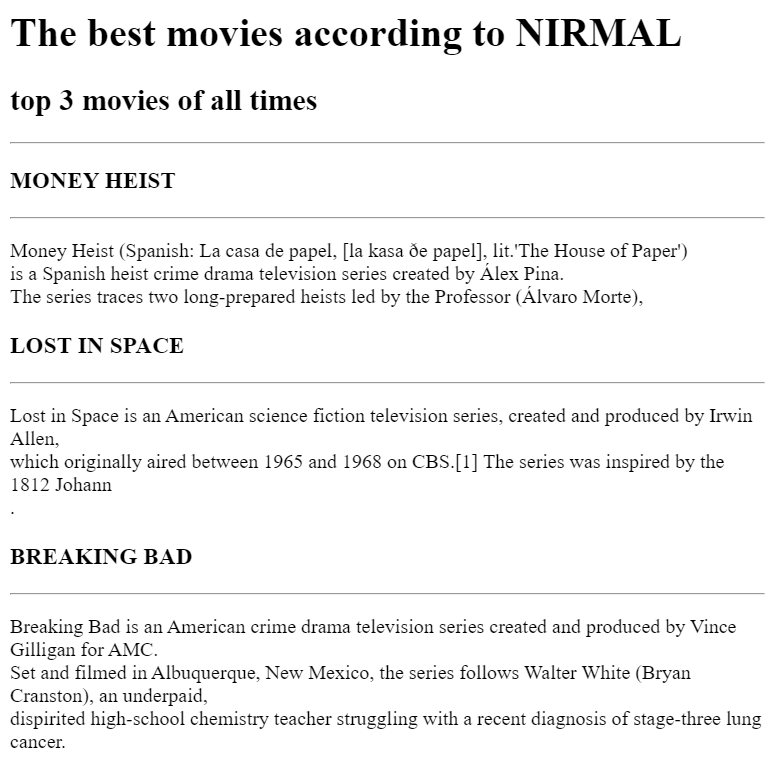 The best movies according to NIRMAL
top 3 movies of all times
MONEY HEIST
Money Heist (Spanish: La casa de papel, [la kasa ðe papel], lit.'The House of Paper')
is a Spanish heist crime drama television series created by Álex Pina.
The series traces two long-prepared heists led by the Professor (Álvaro Morte),
LOST IN SPACE
Lost in Space is an American science fiction television series, created and produced by Irwin
Allen,
which originally aired between 1965 and 1968 on CBS.[1] The series was inspired by the
1812 Johann
.
BREAKING BAD
Breaking Bad is an American crime drama television series created and produced by Vince
Gilligan for AMC.
Set and filmed in Albuquerque, New Mexico, the series follows Walter White (Bryan
Cranston), an underpaid,
dispirited high-school chemistry teacher struggling with a recent diagnosis of stage-three lung
cancer.